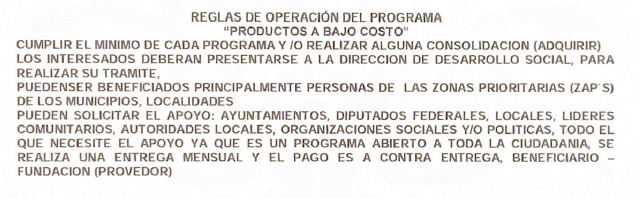 REGLAS DE OPERACIÓN DEL PROGRAMA
“PRODUCTOS A BAJO COSTO”
CUMPLIR EL MINIMO DE CADA PROGRAMA Y /O REALIZAR ALGUNA CONSOLIDACION (ADQUIRIR)
LOS INTERESADOS DEBERAN PRESENTARSE A LA DIRECCION DE DESARROLLO SOCIAL, PARA
REALIZAR SU TRAMITE,
PUEDENSER BENEFICIADOS PRINCIPALMENTE PERSONAS DE LAS ZONAS PRIORITARIAS (ZAP´S)
DE LOS MUNICIPIOS, LOCALIDADES
PUEDEN SOLICITAR EL APOYO: AYUNTAMIENTOS, DIPUTADOS FEDERALES, LOCALES, LIDERES
COMUNITARIOS, AUTORIDADES LOCALES, ORGANIZACIONES SOCIALES Y/O POLITICAS, TODO EL
QUE NECESITE EL APOYO YA QUE ES UN PROGRAMA ABIERTO A TODA LA CIUDADANIA, SE
REALIZA UNA ENTREGA MENSUAL Y EL PAGO ES A CONTRA ENTREGA, BENEFICIARIO –
FUNDACION (PROVEDOR)